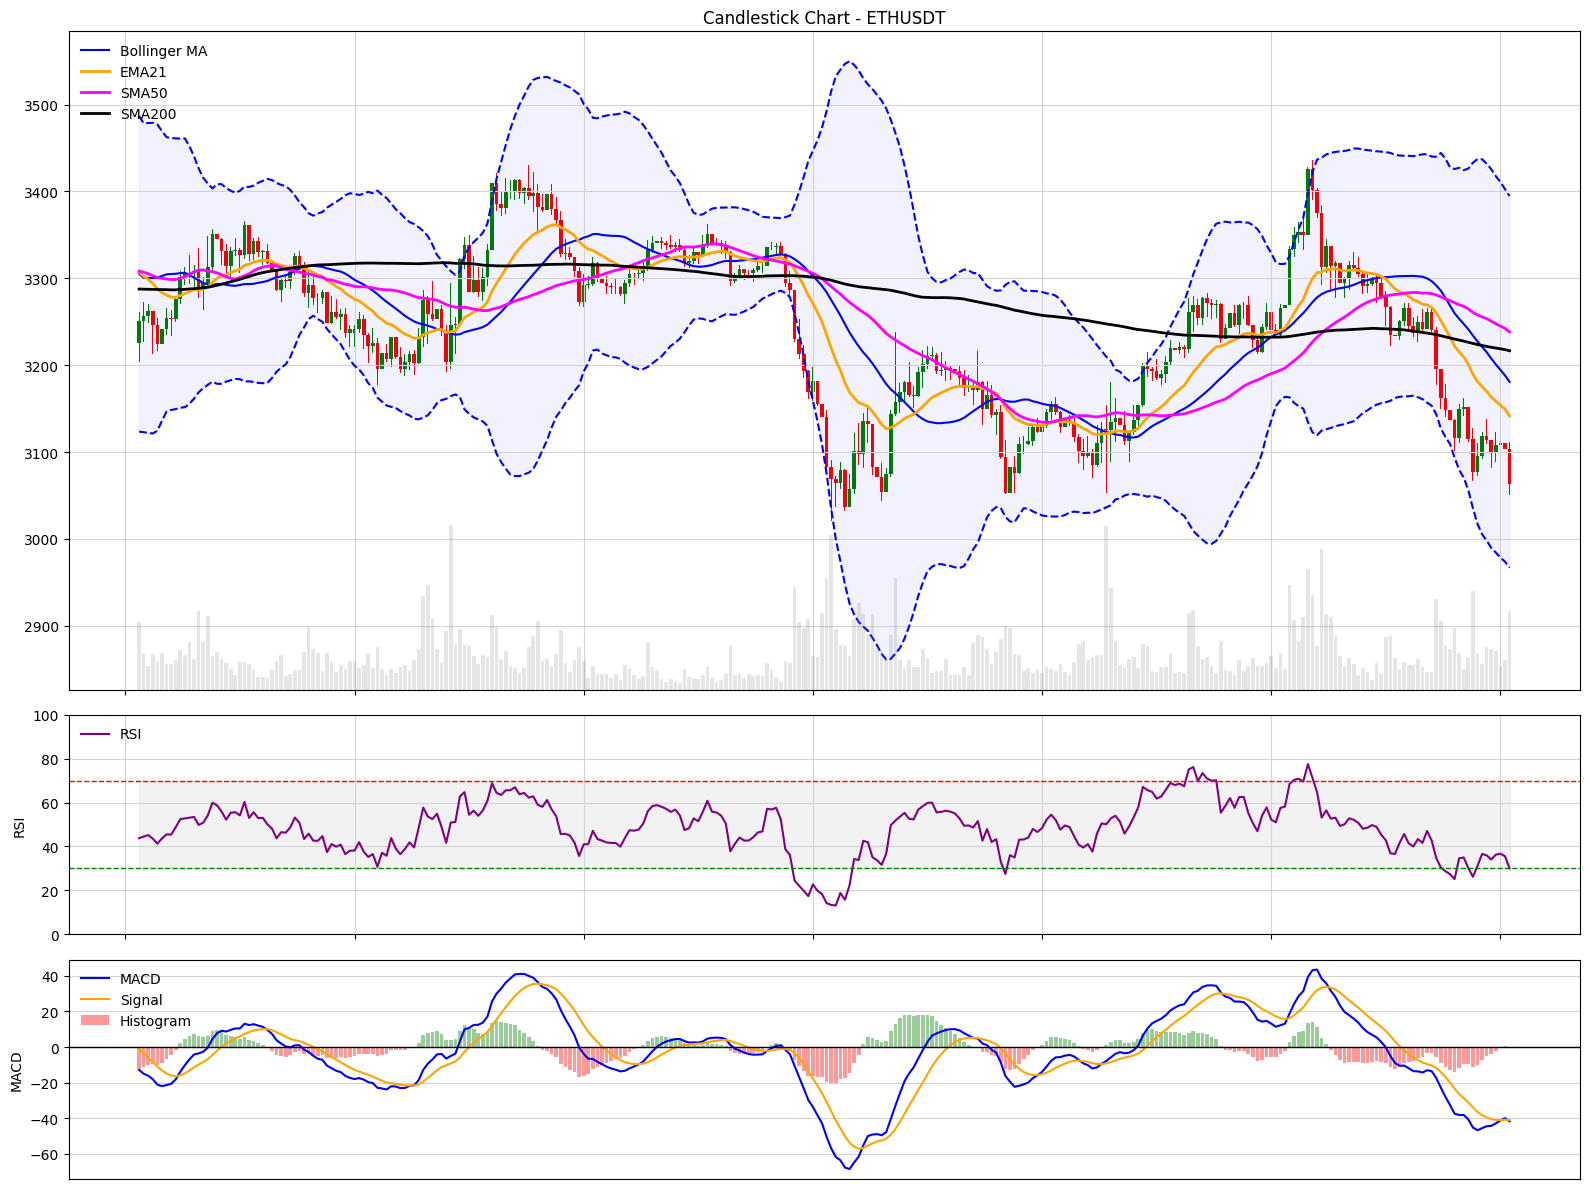 Candlestick Chart - ETHUSDT
Bollinger MA
EMA21
SMA50
SMA200
3500
3400
3300
3200
3100
3000
2900
100
80
60
40
20
0
RSI
RSI
40
20
0
−20
−40
−60
MACD
MACD
Signal
Histogram